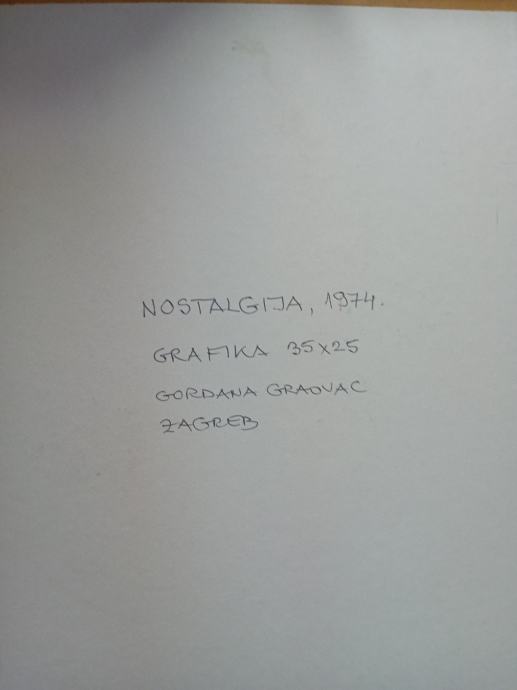 NOSTALGIJA, 1974.
GRAFIKA 35x25
GORDANA GRAOVAC
ZAGREB